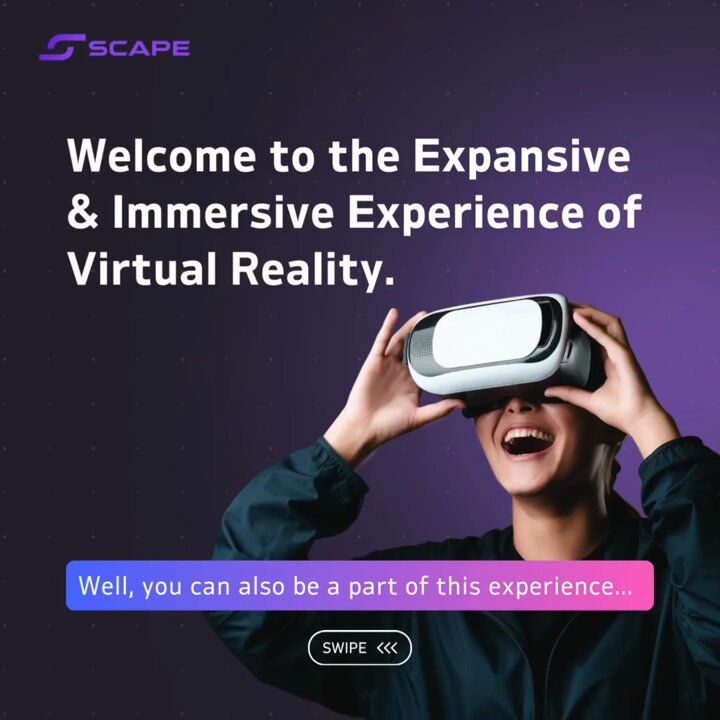 SCAPE
Welcome to the Expansive
& Immersive Experience of
Virtual Reality.
Well, you can also be a part of this experience...
SWIPE <<<